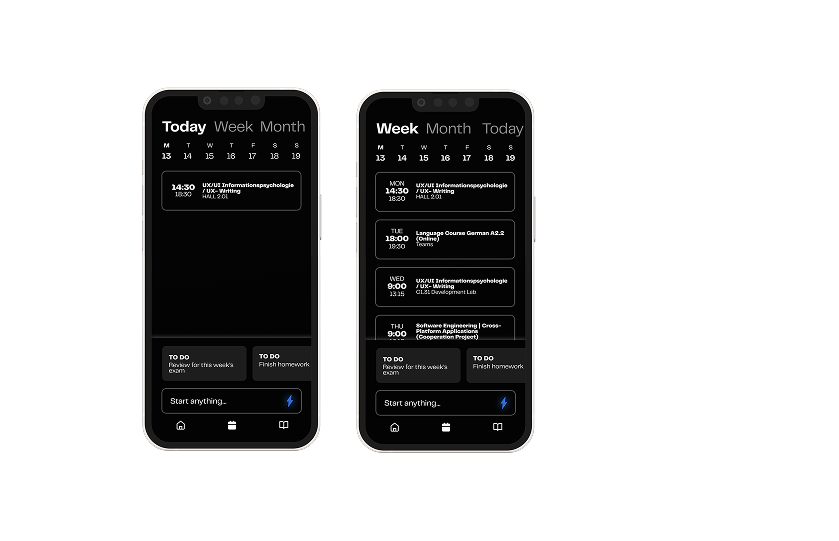 Today Week Month
M T W T F S S
13 14 15 16 17 18 19
14:30
18:30
UX/UI Informationspsychologie
/ UX- Writing
HALL 2.01
TO DO
Review for this week's
exam
TO DO
Finish homework
Start anything...
Week Month Today
M T W T F S S
13 14 15 16 17 18 19
MON
14:30
18:30
UX/UI Informationspsychologie
/ UX- Writing
HALL 2.01
TUE
18:00
19:30
Language Course German A2.2
(Online)
Teams
WED
9:00
13:15
UX/UI Informationspsychologie
/ UX- Writing
C1.31 Development Lab
THU
9:00
Software Engineering | Cross-
Platform Applications
(Cooperation Project)
TO DO
Review for this week's
exam
TO DO
Finish homework
Start anything...